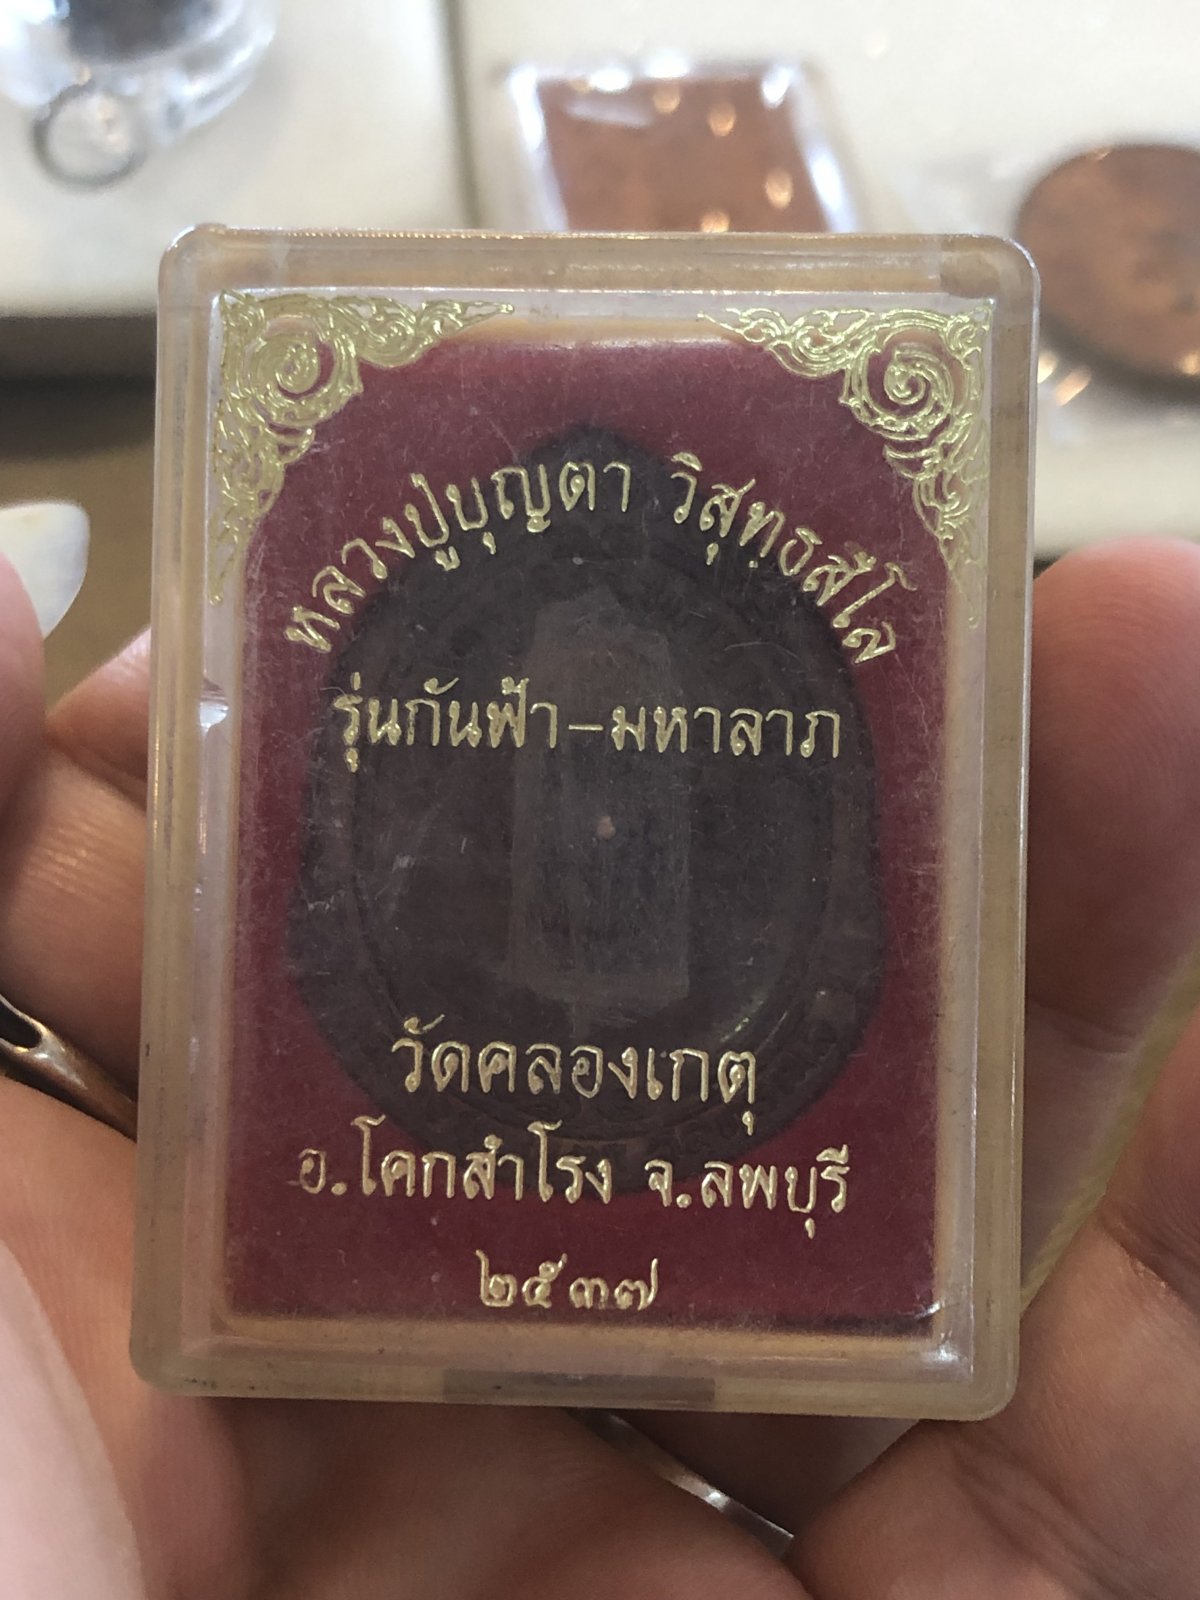 หลวงปู่บุญตา วิสุทฺธสีโล
รุ่นกันฟ้า-มหาลาภ
วัดคลองเกตุ
อ.โคกสำโรง จ.ลพบุรี
๒๕๓๗